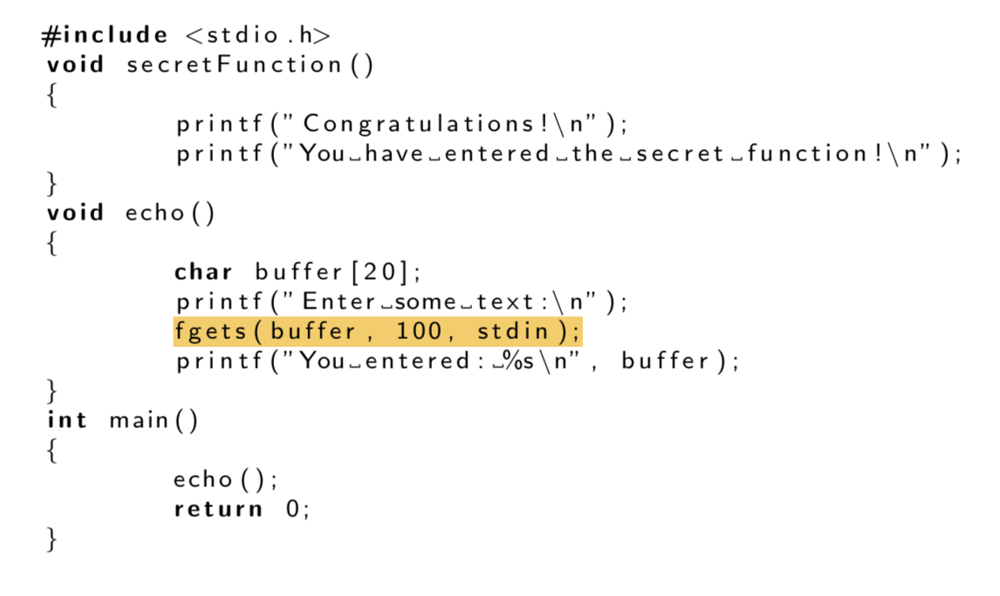 #include <stdio.h>
void secretFunction()
{
printf("Congratulations!\n");
printf("You␣have␣entered␣the␣secret␣function!\n");
}
void echo()
{
char buffer[20];
printf("Enter␣some␣text:\n");
fgets(buffer, 100, stdin);
printf("You␣entered:␣%s\n", buffer);
}
int main()
{
echo();
return 0;
}